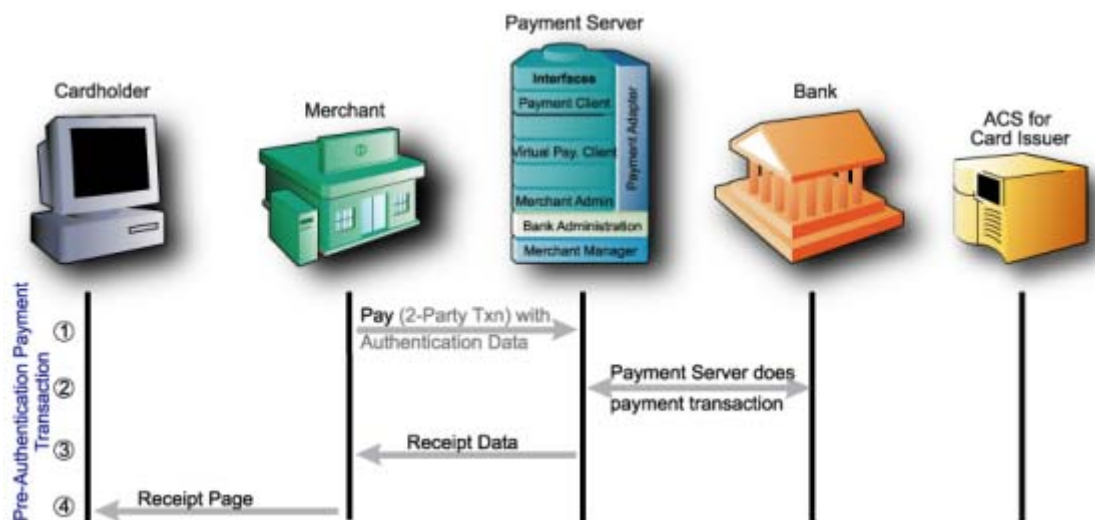 Payment Server
Cardholder
Merchant
Bank
ACS for
Card Issuer
Interfaces
Payment Client
Virtual Pay. Client
Merchant Admin
Payment Adapter
Bank Administration
Merchant Manager
Pre-Authentication Payment
Transaction
①
Pay (2-Party Txn) with
Authentication Data
②
Payment Server does
payment transaction
③
Receipt Data
④
Receipt Page